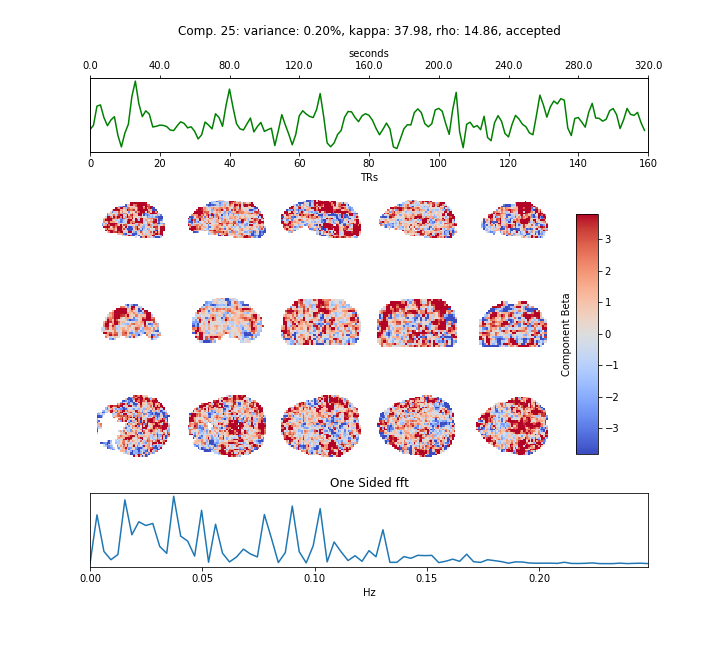 Comp. 25: variance: 0.20%, kappa: 37.98, rho: 14.86, accepted
seconds
0.0 40.0 80.0 120.0 160.0 200.0 240.0 280.0 320.0
0 20 40 60 80 100 120 140 160
TRs
3
2
1
0
−1
−2
−3
Component Beta
One Sided fft
0.00 0.05 0.10 0.15 0.20
Hz